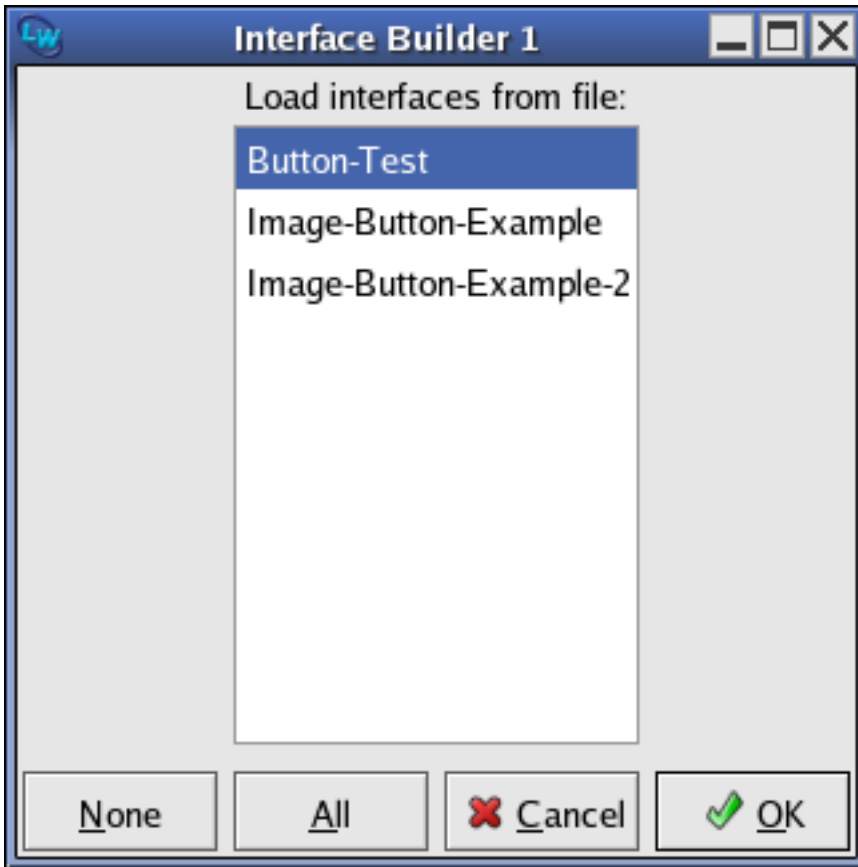 LW Interface Builder 1
Load interfaces from file:
Button-Test
Image-Button-Example
Image-Button-Example-2
None All Cancel OK